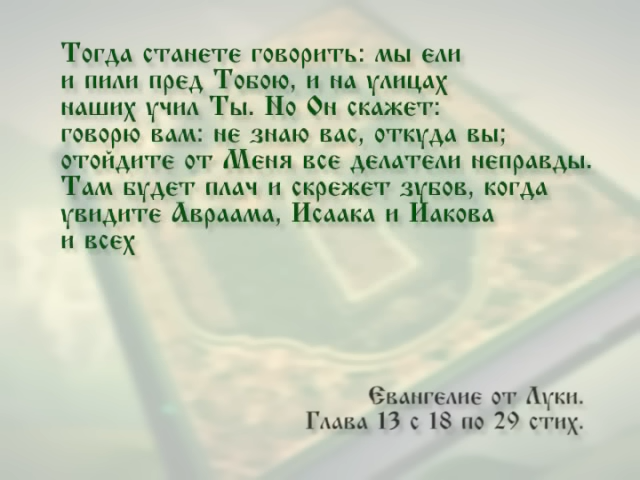 Тогда станете говорить: мы ели
и пили пред Тобою, и на улицах
наших учил Ты. Но Он скажет:
говорю вам: не знаю вас, откуда вы;
отойдите от Меня все делатели неправды.
Там будет плач и скрежет зубов, когда
увидите Авраама, Исаака и Иакова
и всех
Евангелие от Луки.
Глава 13 с 18 по 29 стих.